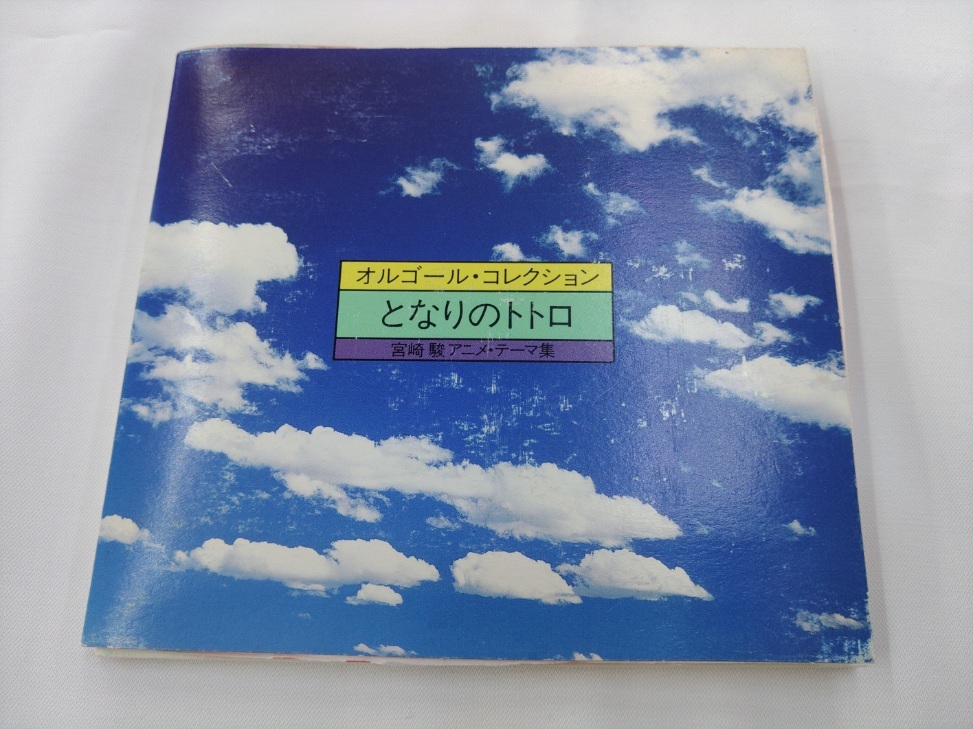 オルゴール・コレクション
となりのトトロ
宮崎 駿アニメ・テーマ集